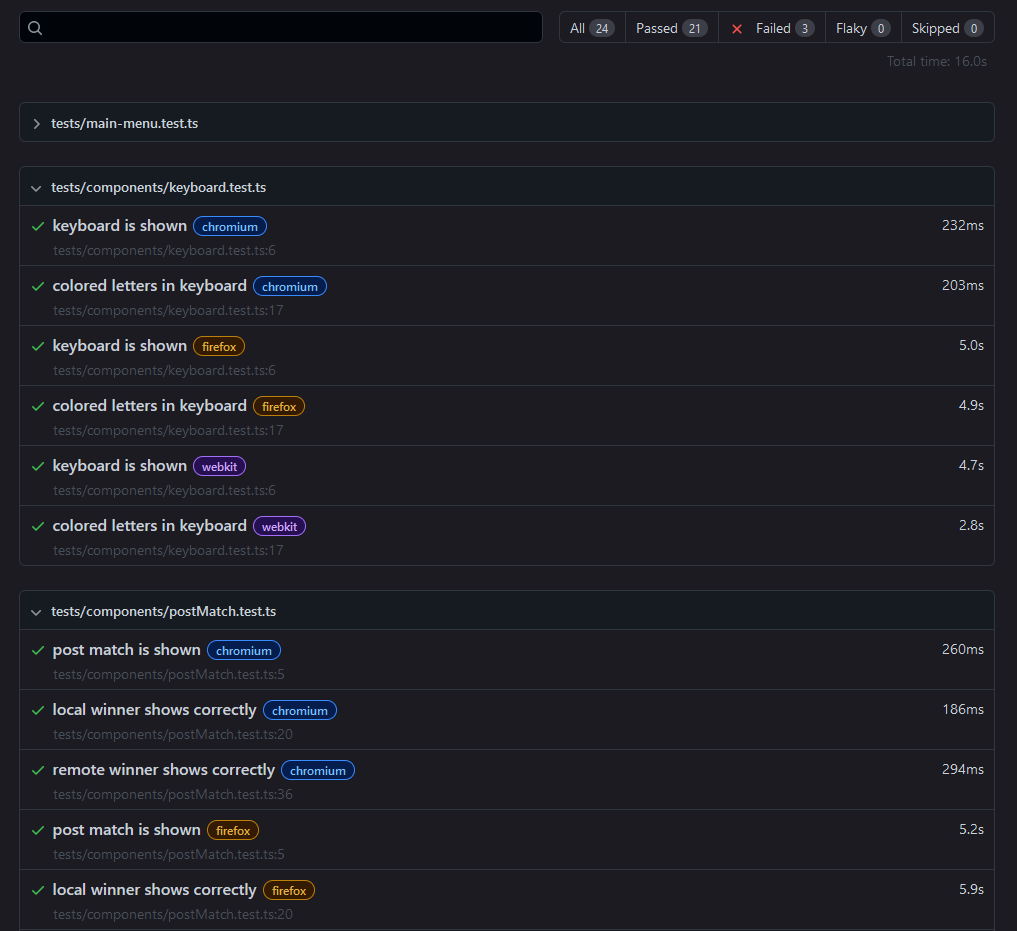 All 24 Passed 21 Failed 3 Flaky 0 Skipped 0
Total time: 16.0s
tests/main-menu.test.ts
tests/components/keyboard.test.ts
keyboard is shown chromium 232ms
tests/components/keyboard.test.ts:6
colored letters in keyboard chromium 203ms
tests/components/keyboard.test.ts:17
keyboard is shown firefox 5.0s
tests/components/keyboard.test.ts:6
colored letters in keyboard firefox 4.9s
tests/components/keyboard.test.ts:17
keyboard is shown webkit 4.7s
tests/components/keyboard.test.ts:6
colored letters in keyboard webkit 2.8s
tests/components/keyboard.test.ts:17
tests/components/postMatch.test.ts
post match is shown chromium 260ms
tests/components/postMatch.test.ts:5
local winner shows correctly chromium 186ms
tests/components/postMatch.test.ts:20
remote winner shows correctly chromium 294ms
tests/components/postMatch.test.ts:36
post match is shown firefox 5.2s
tests/components/postMatch.test.ts:5
local winner shows correctly firefox 5.9s
tests/components/postMatch.test.ts:20